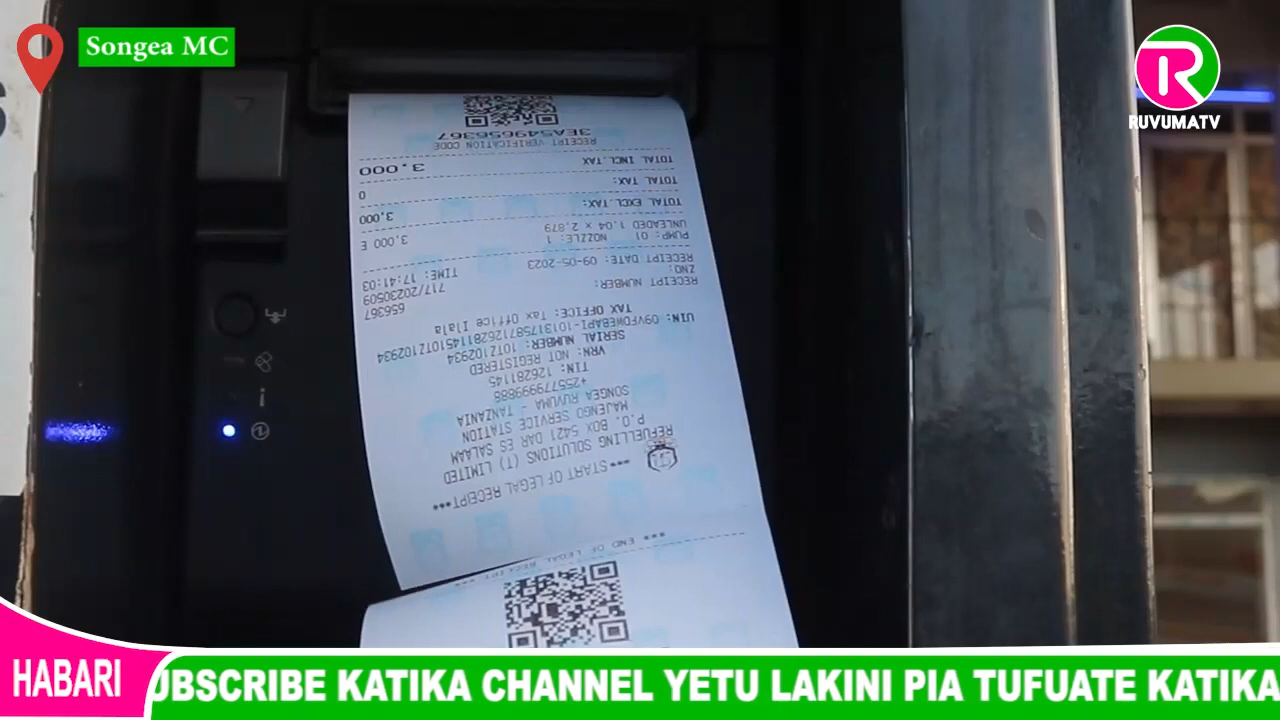 Songea MC
R
RUVUMATV
***START OF LEGAL RECEIPT***
REFUELLING SOLUTIONS (T) LIMITED
P.O. BOX 5421 DAR ES SALAAM
MAJENGO SERVICE STATION
SONGEA RUVUMA - TANZANIA
+255779999888
TIN: 126281145
VRN: NOT REGISTERED
SERIAL NUMBER: 10TZ102934
UIN: 09VFDWEBAPI-10131758712628114510TZ102934
TAX OFFICE: Tax Office Ilala
RECEIPT NUMBER: 656367
ZNO: 717/20230509
RECEIPT DATE: 09-05-2023 TIME: 17:41:03
PUMP: 01 NOZZLE: 1
UNLEADED 1.04 x 2,879 3,000 E
TOTAL EXCL.TAX: 3,000
TOTAL TAX: 0
TOTAL INCL.TAX 3,000
RECEIPT VERIFICATION CODE
3EA549656367
*** END OF LEGAL RECEIPT ***
HABARI
UBSCRIBE KATIKA CHANNEL YETU LAKINI PIA TUFUATE KATIKA